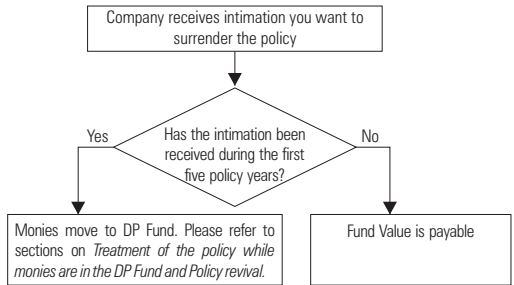 Company receives intimation you want to
surrender the policy
Yes
Has the intimation been
received during the first
five policy years?
No
Monies move to DP Fund. Please refer to
sections on Treatment of the policy while
monies are in the DP Fund and Policy revival.
Fund Value is payable